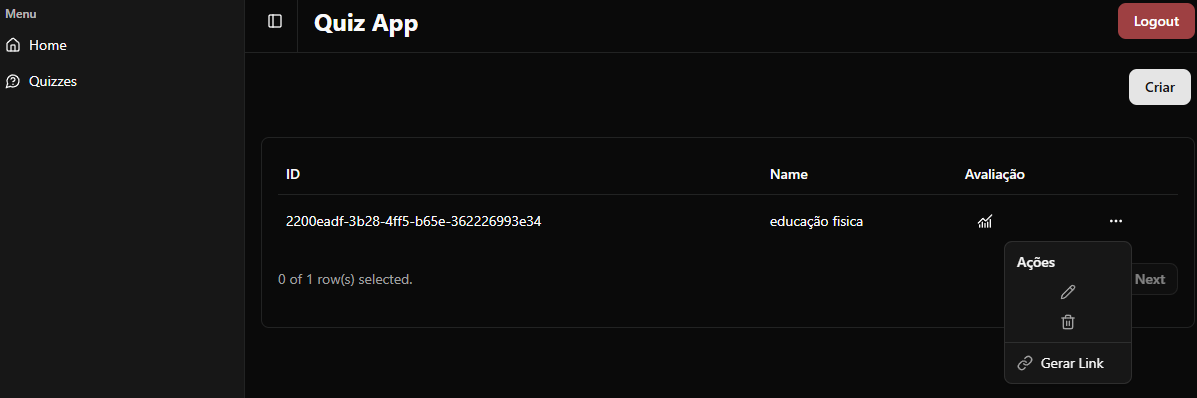 Menu
Home
Quizzes
Quiz App
Logout
Criar
ID Name Avaliação
2200eadf-3b28-4ff5-b65e-362226993e34 educação fisica
0 of 1 row(s) selected.
Next
Ações
Gerar Link